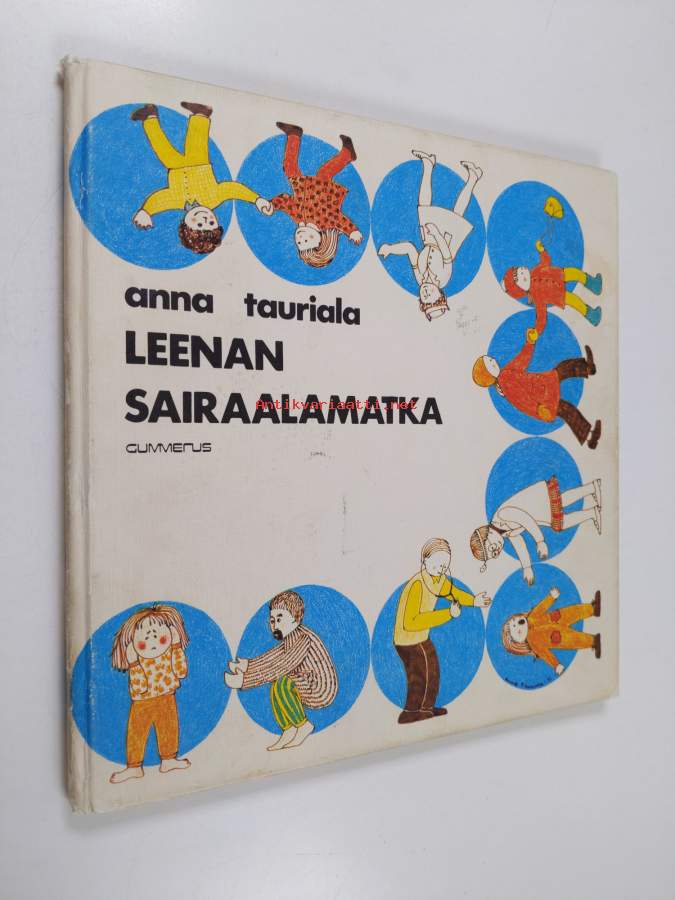 anna tauriala
LEENAN
SAIRAALAMATKA
Antikvariaatti.net
GUMMERUS